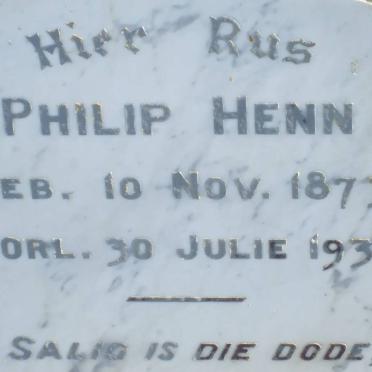 Hier Rus
PHILIP HENN
EB. 10 NOV. 187
ORL. 30 JULIE 193
SALIG IS DIE DODE,